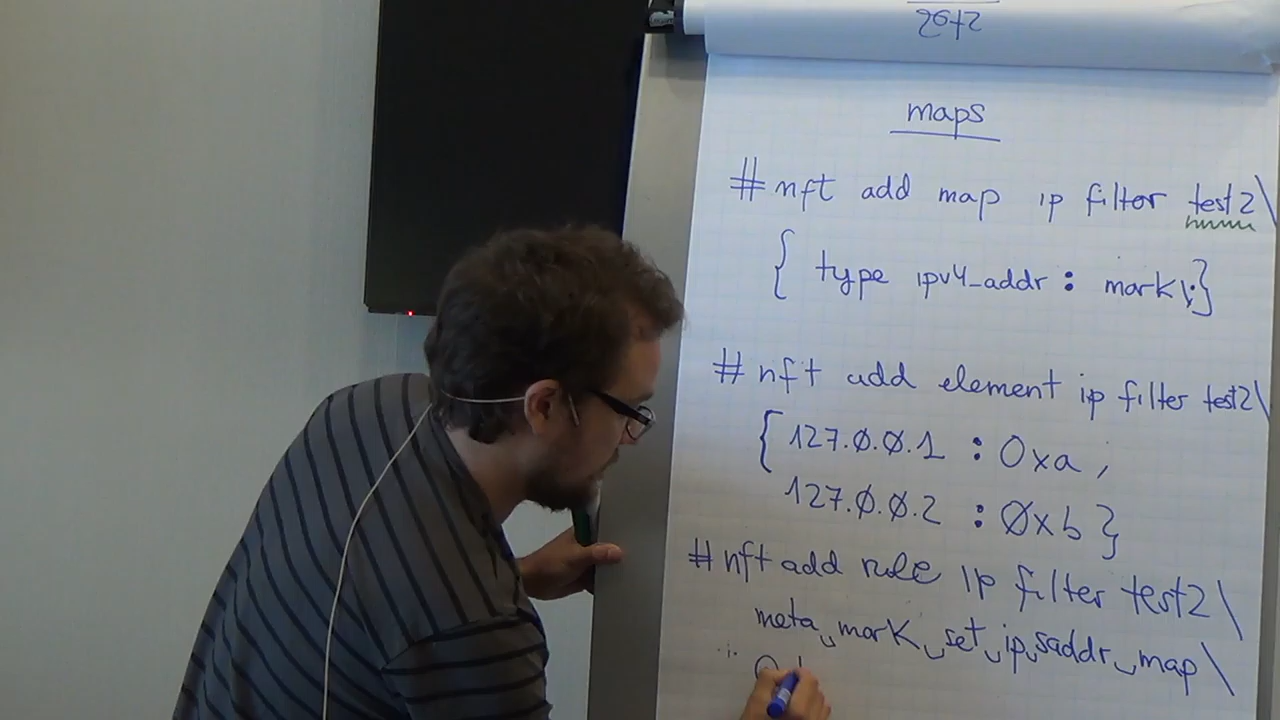 maps
# nft add map ip filter test2\
{ type ipv4_addr : mark\;}
# nft add element ip filter test2\
{127.0.0.1 : 0xa ,
127.0.0.2 : 0xb }
# nft add rule ip filter test2 \
meta mark set ip saddr map \
@